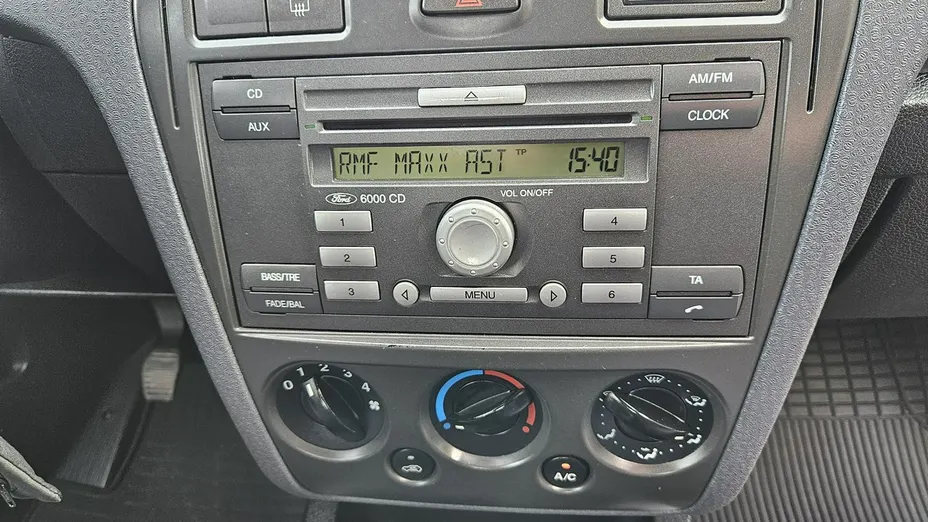 CD
AUX
AM/FM
CLOCK
RMF MAXX AST TP 15:40
Ford 6000 CD
VOL ON/OFF
1
2
3
4
5
6
BASS/TRE
FADE/BAL
MENU
TA
0 1 2 3 4
A/C